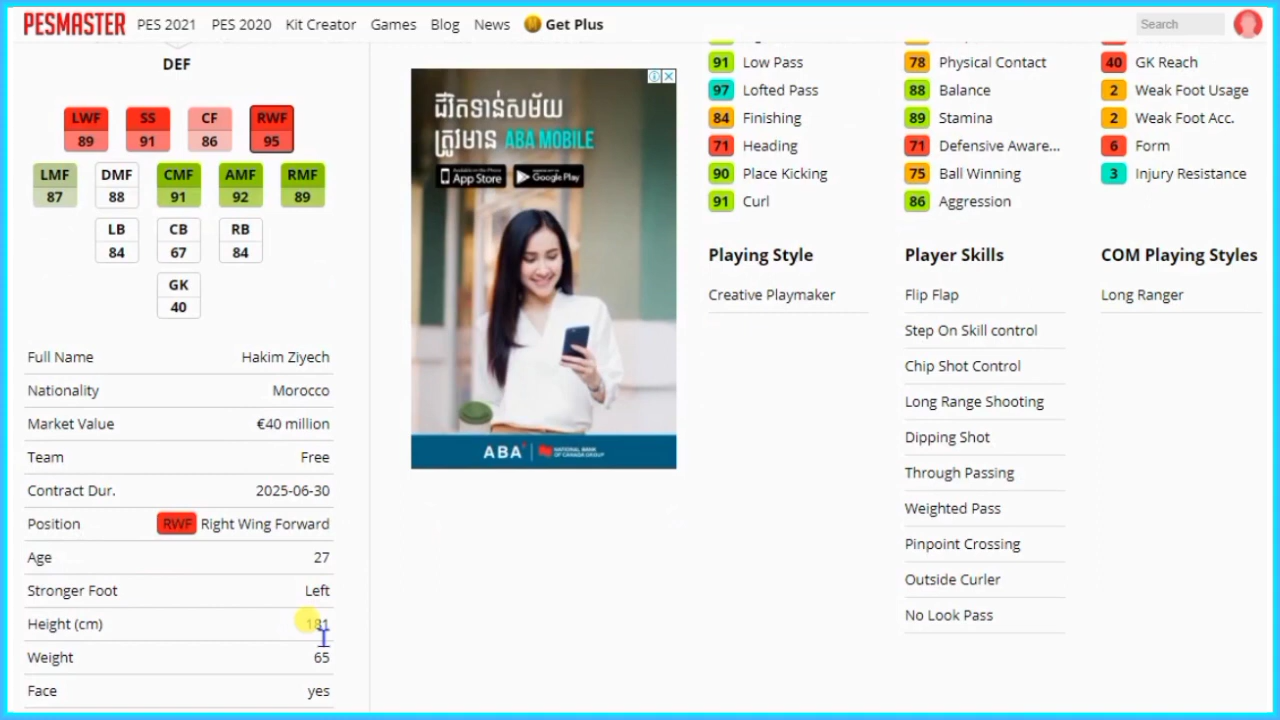 PESMASTER PES 2021 PES 2020 Kit Creator Games Blog News Get Plus Search
DEF
LWF SS CF RWF
89 91 86 95
LMF DMF CMF AMF RMF
87 88 91 92 89
LB CB RB
84 67 84
GK
40
Full Name Hakim Ziyech
Nationality Morocco
Market Value €40 million
Team Free
Contract Dur. 2025-06-30
Position RWF Right Wing Forward
Age 27
Stronger Foot Left
Height (cm) 181
Weight 65
Face yes
ជីវិតទាន់សម័យ
ត្រូវមាន ABA MOBILE
Available on the App Store
Google Play
ABA NATIONAL BANK OF CANADA GROUP
91 Low Pass
97 Lofted Pass
84 Finishing
71 Heading
90 Place Kicking
91 Curl
78 Physical Contact
88 Balance
89 Stamina
71 Defensive Aware...
75 Ball Winning
86 Aggression
40 GK Reach
2 Weak Foot Usage
2 Weak Foot Acc.
6 Form
3 Injury Resistance
Playing Style
Creative Playmaker
Player Skills
Flip Flap
Step On Skill control
Chip Shot Control
Long Range Shooting
Dipping Shot
Through Passing
Weighted Pass
Pinpoint Crossing
Outside Curler
No Look Pass
COM Playing Styles
Long Ranger